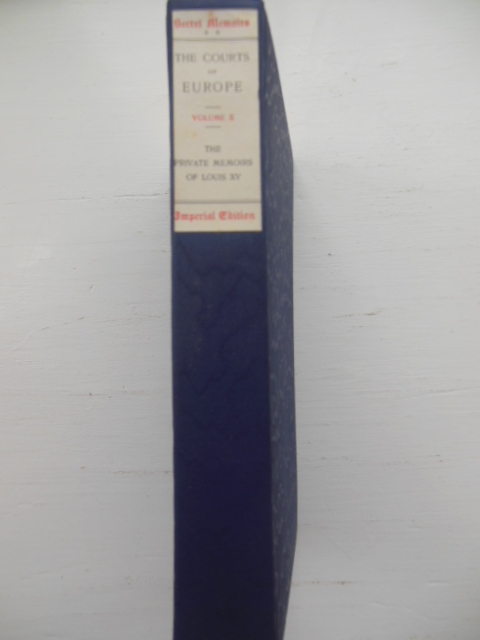 Secret Memoirs
THE COURTS
OF
EUROPE
VOLUME X
THE
PRIVATE MEMOIRS
OF LOUIS XV
Imperial Edition